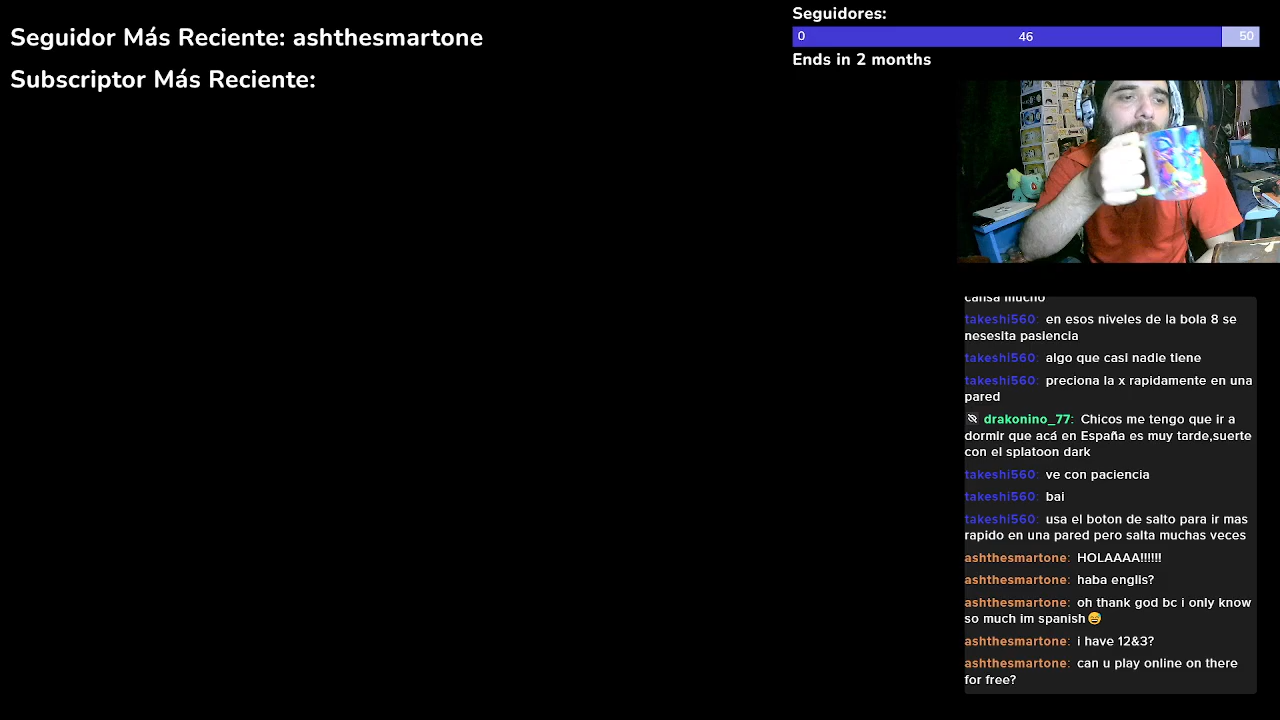 Seguidor Más Reciente: ashthesmartone
Subscriptor Más Reciente:
Seguidores:
0 46 50
Ends in 2 months
cansa mucho
takeshi560: en esos niveles de la bola 8 se
nesesita pasiencia
takeshi560: algo que casi nadie tiene
takeshi560: preciona la x rapidamente en una
pared
drakonino_77: Chicos me tengo que ir a
dormir que acá en España es muy tarde,suerte
con el splatoon dark
takeshi560: ve con paciencia
takeshi560: bai
takeshi560: usa el boton de salto para ir mas
rapido en una pared pero salta muchas veces
ashthesmartone: HOLAAAA!!!!!!
ashthesmartone: haba englis?
ashthesmartone: oh thank god bc i only know
so much im spanish😅
ashthesmartone: i have 12&3?
ashthesmartone: can u play online on there
for free?